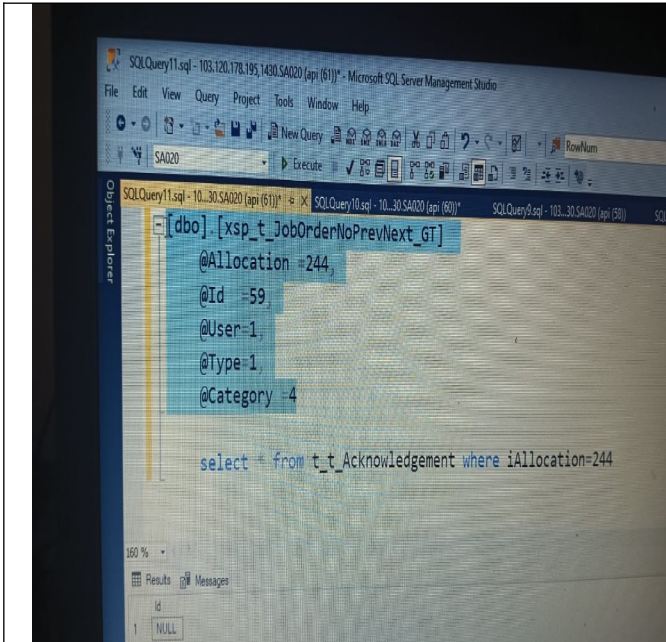 SQLQuery11.sql - 103.120.178.195,1430.SA020 (api (61))* - Microsoft SQL Server Management Studio
File Edit View Query Project Tools Window Help
New Query
RowNum
SA020
Execute
SQLQuery11.sql - 10...30.SA020 (api (61))* SQLQuery10.sql - 10...30.SA020 (api (60))* SQLQuery9.sql - 103...30.SA020 (api (58))
Object Explorer
[dbo].[xsp_t_JobOrderNoPrevNext_GT]
@Allocation =244,
@Id =59,
@User=1,
@Type=1,
@Category =4
select * from t_t_Acknowledgement where iAllocation=244
160 %
Results Messages
Id
1 NULL